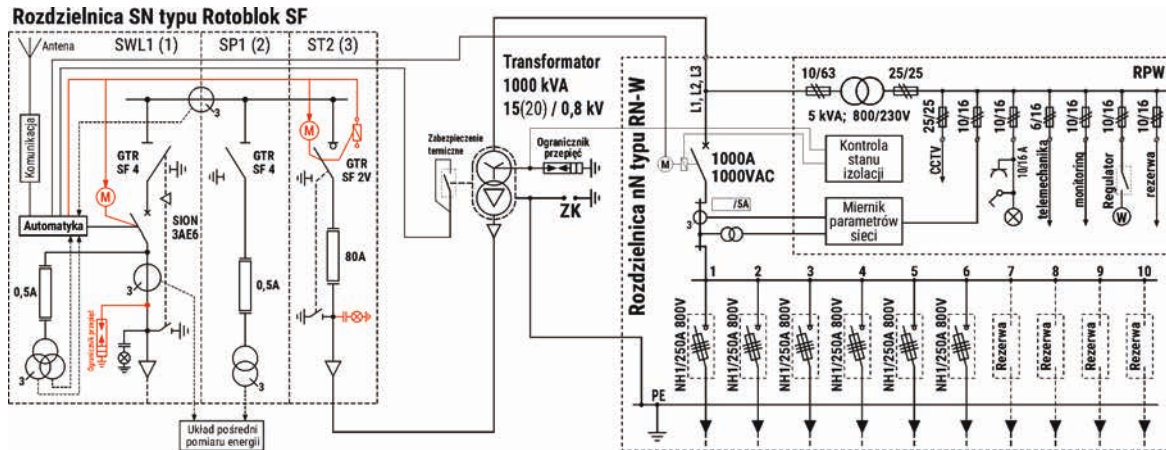 Rozdzielnica SN typu Rotoblok SF
Antena
SWL1 (1)
SP1 (2)
ST2 (3)
Komunikacja
Automatyka
M
GTR
SF 4
SION
3AE6
3
0,5A
3
Ogranicznik przepięć
3
GTR
SF 4
0,5A
3
M
GTR
SF 2V
80A
Układ pośredni
pomiaru energii
Transformator
1000 kVA
15(20) / 0,8 kV
Zabezpieczenie
termiczne
Ogranicznik
przepięć
ZK
Rozdzielnica nN typu RN-W
L1, L2, L3
M
1000A
1000VAC
/5A
3
PE
RPW
10/63
25/25
5 kVA; 800/230V
Kontrola
stanu
izolacji
Miernik
parametrów
sieci
25/25
CCTV
10/16
10/16
10/16 A
6/16
telemechanika
10/16
monitoring
10/16
Regulator
W
10/16
rezerwa
1
2
3
4
5
6
7
8
9
10
NH1/250A 800V
NH1/250A 800V
NH1/250A 800V
NH1/250A 800V
NH1/250A 800V
NH1/250A 800V
Rezerwa
Rezerwa
Rezerwa
Rezerwa